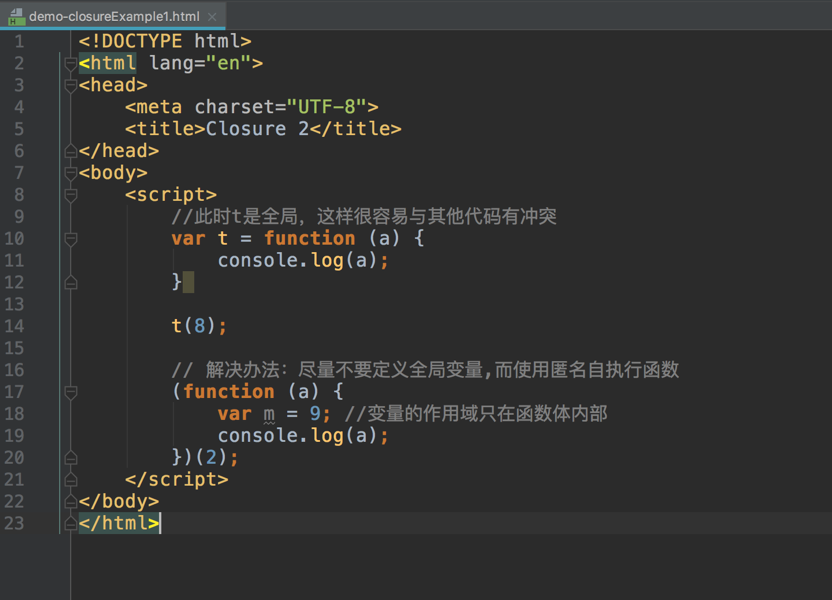 demo-closureExample1.html
1 <!DOCTYPE html>
2 <html lang="en">
3 <head>
4     <meta charset="UTF-8">
5     <title>Closure 2</title>
6 </head>
7 <body>
8     <script>
9         //此时t是全局，这样很容易与其他代码有冲突
10         var t = function (a) {
11             console.log(a);
12         }
13
14         t(8);
15
16         // 解决办法：尽量不要定义全局变量,而使用匿名自执行函数
17         (function (a) {
18             var m = 9; //变量的作用域只在函数体内部
19             console.log(a);
20         })(2);
21     </script>
22 </body>
23 </html>